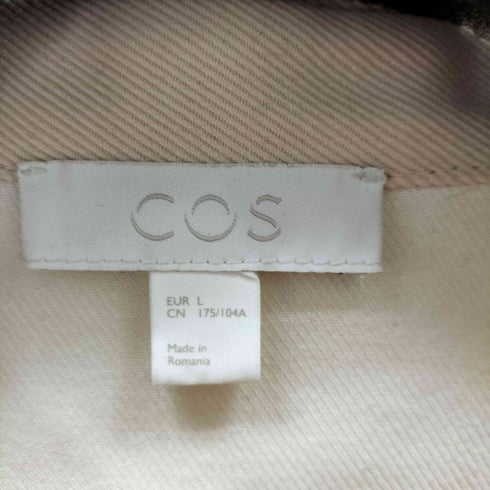 COS
EUR L
CN 175/104A
Made in
Romania